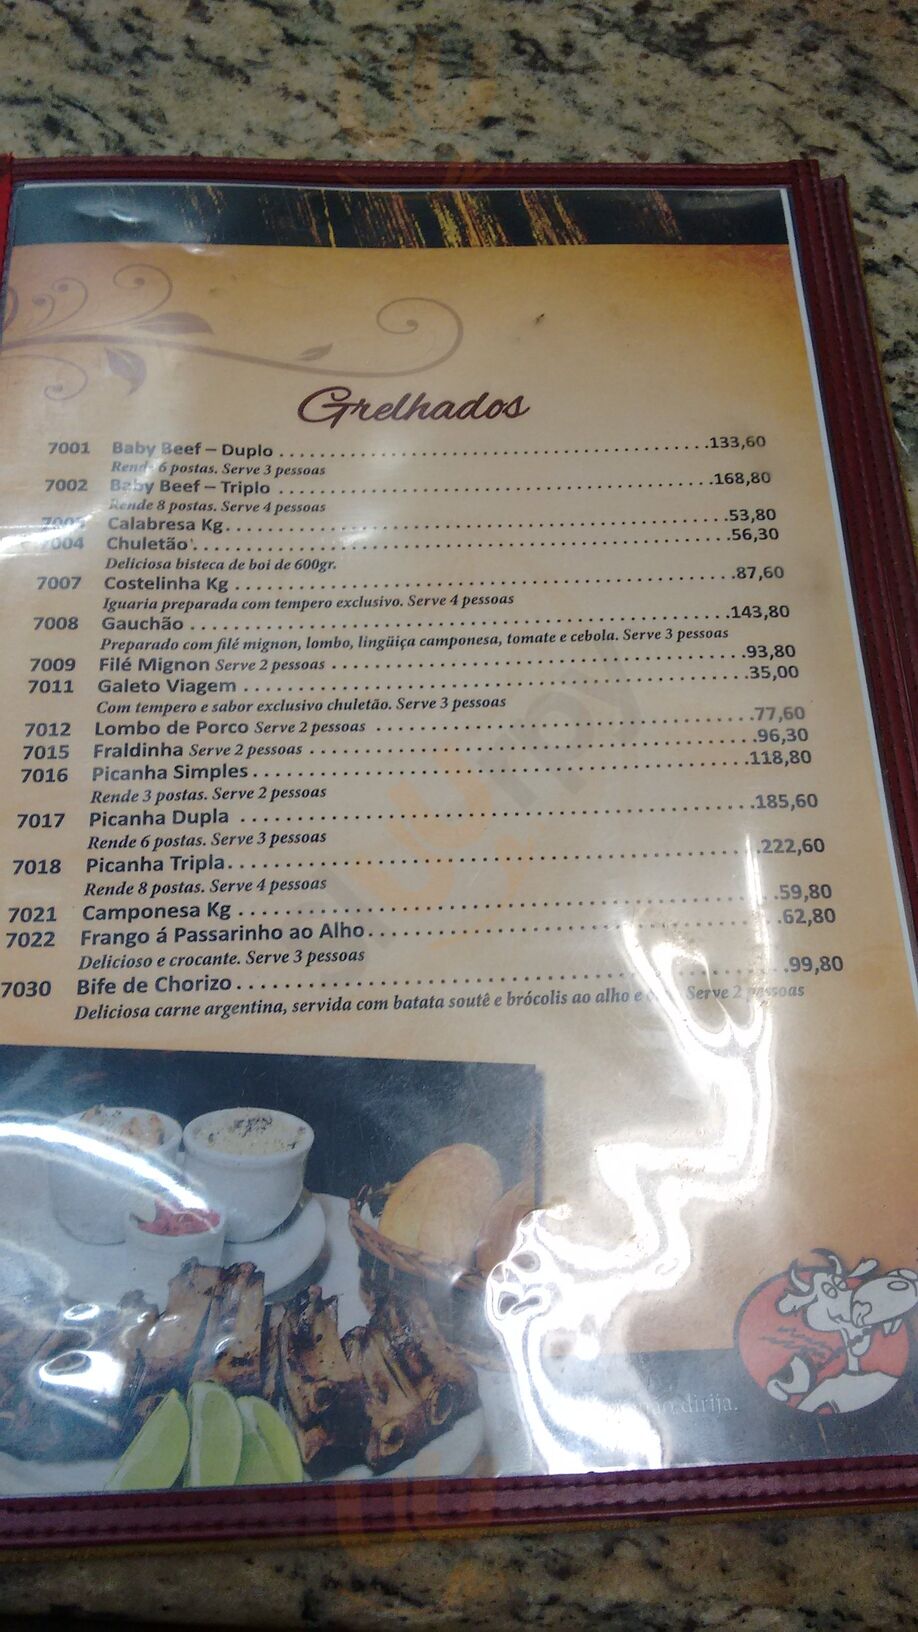 Grelhados
7001 Baby Beef – Duplo ........ 133,60
Rende 6 postas. Serve 3 pessoas
7002 Baby Beef – Triplo ........ 168,80
Rende 8 postas. Serve 4 pessoas
Calabresa Kg ........ 53,80
7004 Chuletão ........ 56,30
Deliciosa bisteca de boi de 600gr.
7007 Costelinha Kg ........ 87,60
Iguaria preparada com tempero exclusivo. Serve 4 pessoas
7008 Gauchão ........ 143,80
Preparado com filé mignon, lombo, lingüiça camponesa, tomate e cebola. Serve 3 pessoas
7009 Filé Mignon Serve 2 pessoas ........ 93,80
7011 Galeto Viagem ........ 35,00
Com tempero e sabor exclusivo chuletão. Serve 3 pessoas
7012 Lombo de Porco Serve 2 pessoas ........ 77,60
7015 Fraldinha Serve 2 pessoas ........ 96,30
7016 Picanha Simples ........ 118,80
Rende 3 postas. Serve 2 pessoas
7017 Picanha Dupla ........ 185,60
Rende 6 postas. Serve 3 pessoas
7018 Picanha Tripla ........ 222,60
Rende 8 postas. Serve 4 pessoas
7021 Camponesa Kg ........ 59,80
7022 Frango á Passarinho ao Alho ........ 62,80
Delicioso e crocante. Serve 3 pessoas
7030 Bife de Chorizo ........ 99,80
Deliciosa carne argentina, servida com batata soutê e brócolis ao alho e Serve 2 pessoas
não dirija.